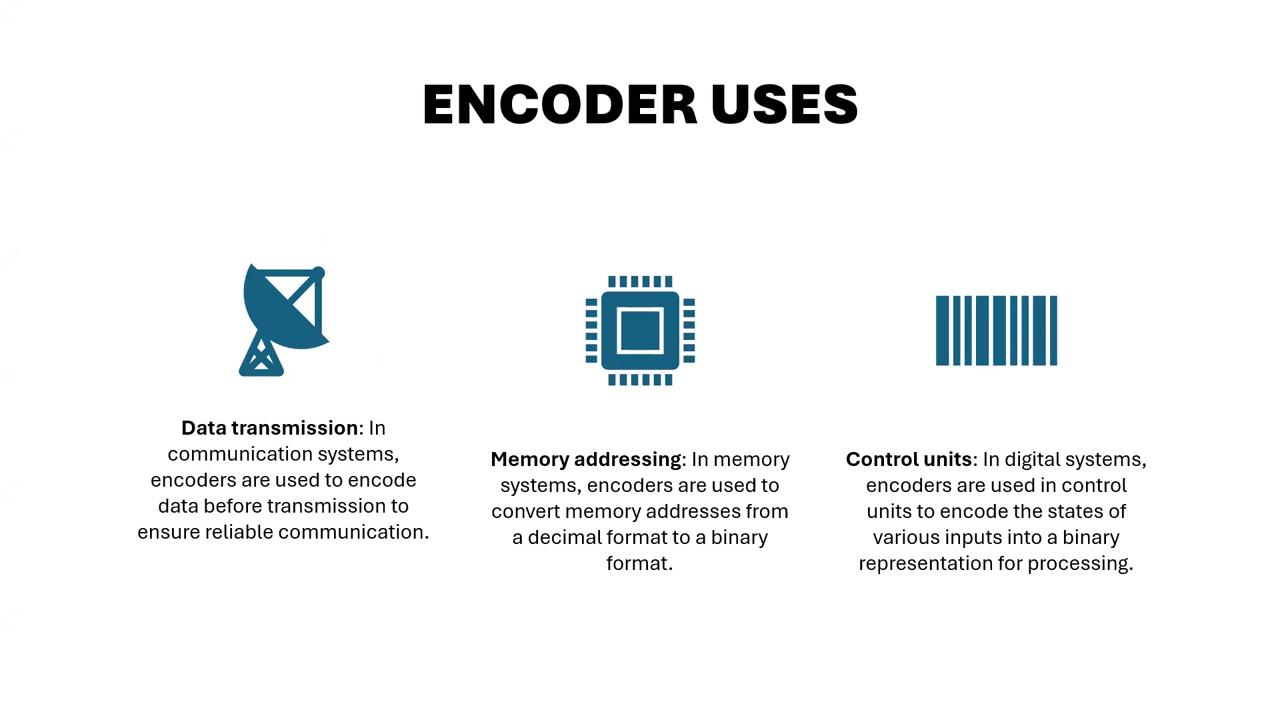 ENCODER USES
Data transmission: In
communication systems,
encoders are used to encode
data before transmission to
ensure reliable communication.
Memory addressing: In memory
systems, encoders are used to
convert memory addresses from
a decimal format to a binary
format.
Control units: In digital systems,
encoders are used in control
units to encode the states of
various inputs into a binary
representation for processing.